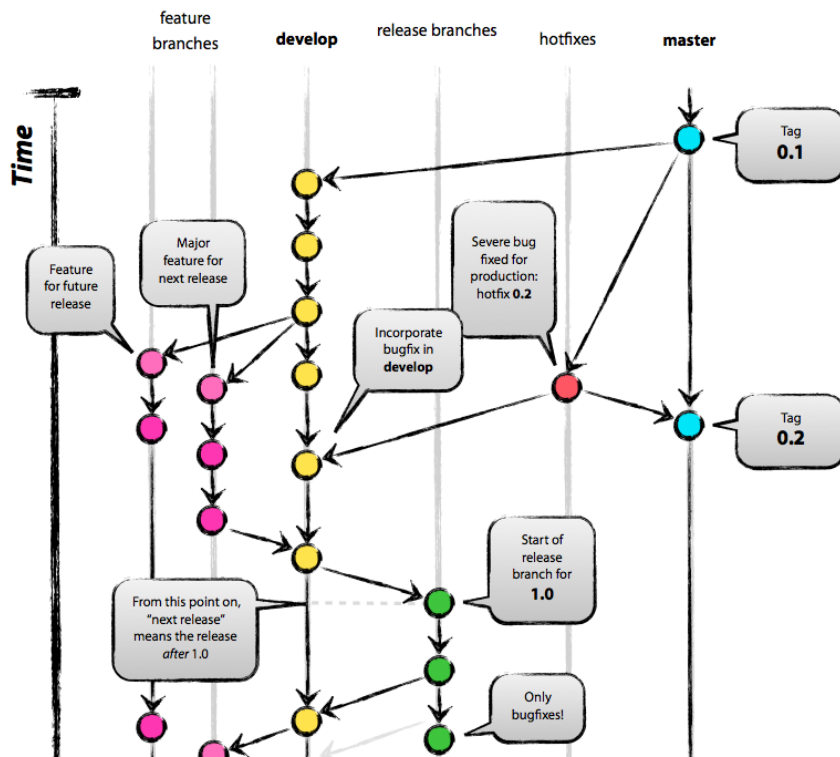 feature
branches
develop
release branches
hotfixes
master
Time
Tag
0.1
Major
feature for
next release
Severe bug
fixed for
production:
hotfix 0.2
Feature
for future
release
Incorporate
bugfix in
develop
Tag
0.2
Start of
release
branch for
1.0
From this point on,
“next release”
means the release
after 1.0
Only
bugfixes!